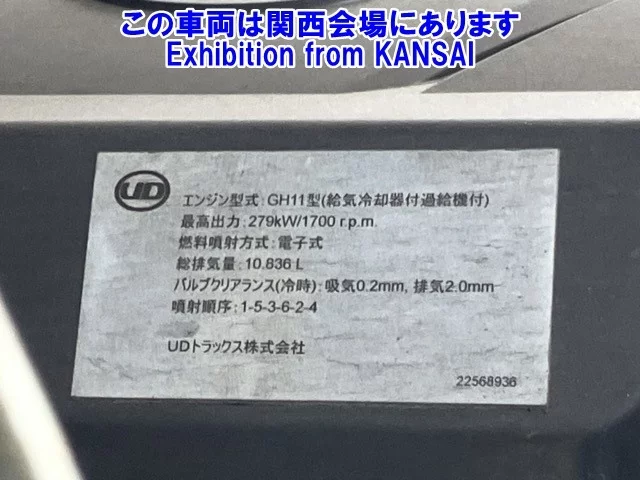 この車両は関西会場にあります
Exhibition from KANSAI
UD
エンジン型式:GH11型(給気冷却器付過給機付)
最高出力:279kW/1700 r.p.m.
燃料噴射方式:電子式
総排気量:10.836 L
バルブクリアランス(冷時):吸気0.2mm, 排気2.0mm
噴射順序:1-5-3-6-2-4
UDトラックス株式会社
22568936